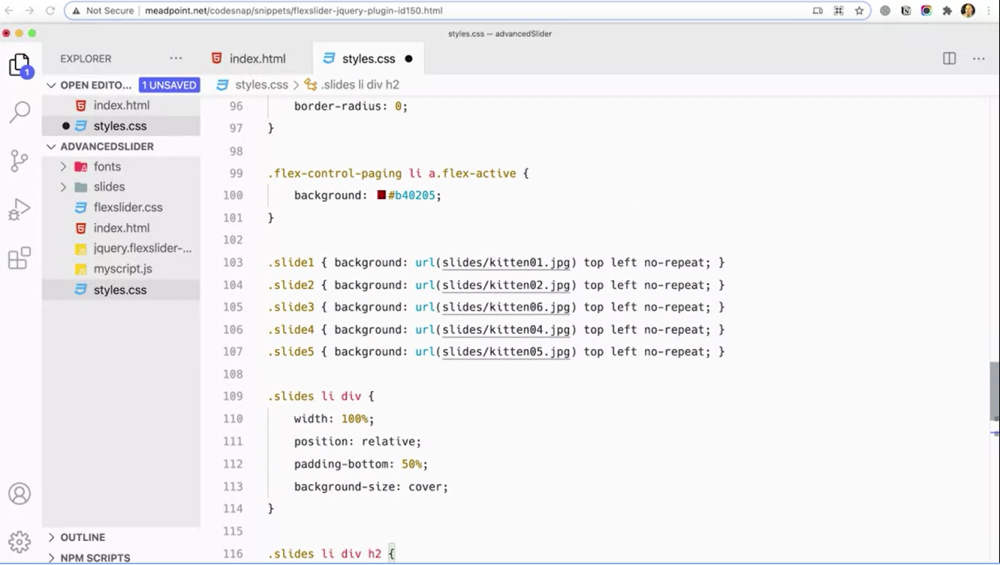 Not Secure | meadpoint.net/codesnap/snippets/flexslider-jquery-plugin-id150.html
styles.css — advancedSlider
EXPLORER
index.html
styles.css
OPEN EDITO... 1 UNSAVED
styles.css > .slides li div h2
index.html
styles.css
ADVANCEDSLIDER
fonts
slides
flexslider.css
index.html
jquery.flexslider-...
myscript.js
styles.css
OUTLINE
NPM SCRIPTS
1
96 border-radius: 0;
97 }
98
99 .flex-control-paging li a.flex-active {
100 background: #b40205;
101 }
102
103 .slide1 { background: url(slides/kitten01.jpg) top left no-repeat; }
104 .slide2 { background: url(slides/kitten02.jpg) top left no-repeat; }
105 .slide3 { background: url(slides/kitten06.jpg) top left no-repeat; }
106 .slide4 { background: url(slides/kitten04.jpg) top left no-repeat; }
107 .slide5 { background: url(slides/kitten05.jpg) top left no-repeat; }
108
109 .slides li div {
110 width: 100%;
111 position: relative;
112 padding-bottom: 50%;
113 background-size: cover;
114 }
115
116 .slides li div h2 {